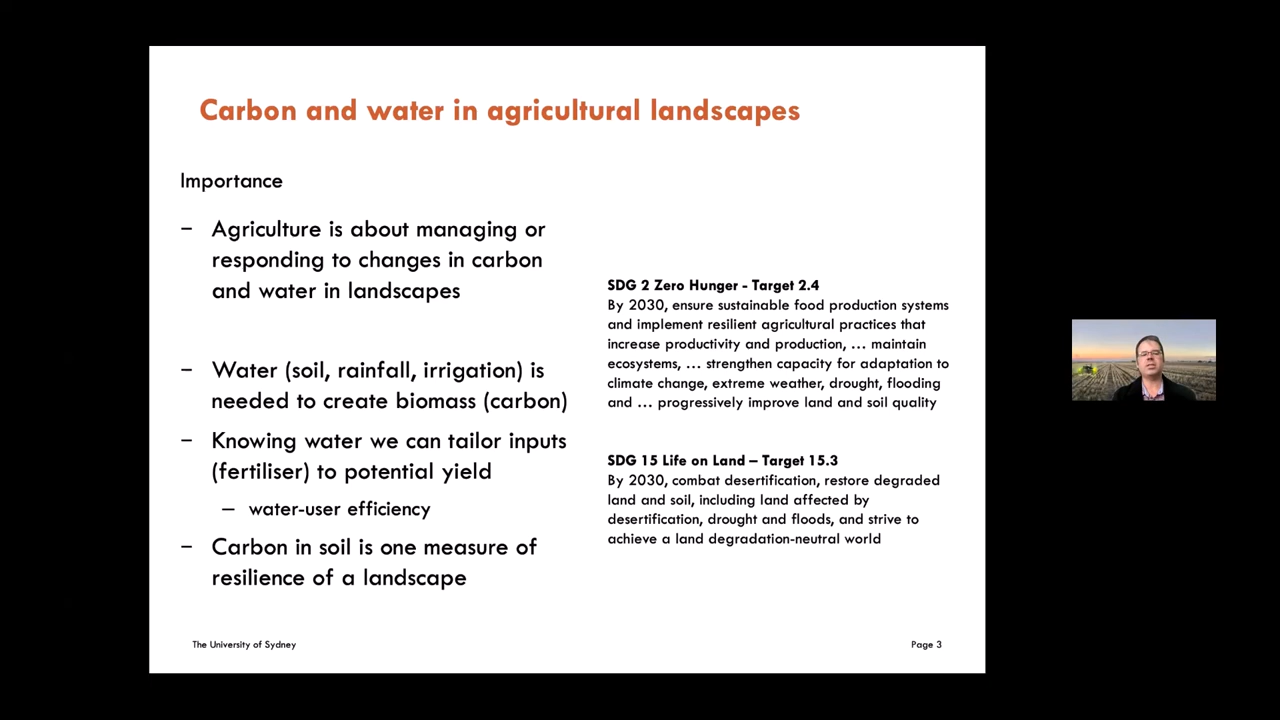 Carbon and water in agricultural landscapes
Importance
– Agriculture is about managing or
responding to changes in carbon
and water in landscapes
– Water (soil, rainfall, irrigation) is
needed to create biomass (carbon)
– Knowing water we can tailor inputs
(fertiliser) to potential yield
– water-user efficiency
– Carbon in soil is one measure of
resilience of a landscape
SDG 2 Zero Hunger - Target 2.4
By 2030, ensure sustainable food production systems
and implement resilient agricultural practices that
increase productivity and production, … maintain
ecosystems, … strengthen capacity for adaptation to
climate change, extreme weather, drought, flooding
and … progressively improve land and soil quality
SDG 15 Life on Land – Target 15.3
By 2030, combat desertification, restore degraded
land and soil, including land affected by
desertification, drought and floods, and strive to
achieve a land degradation-neutral world
The University of Sydney
Page 3